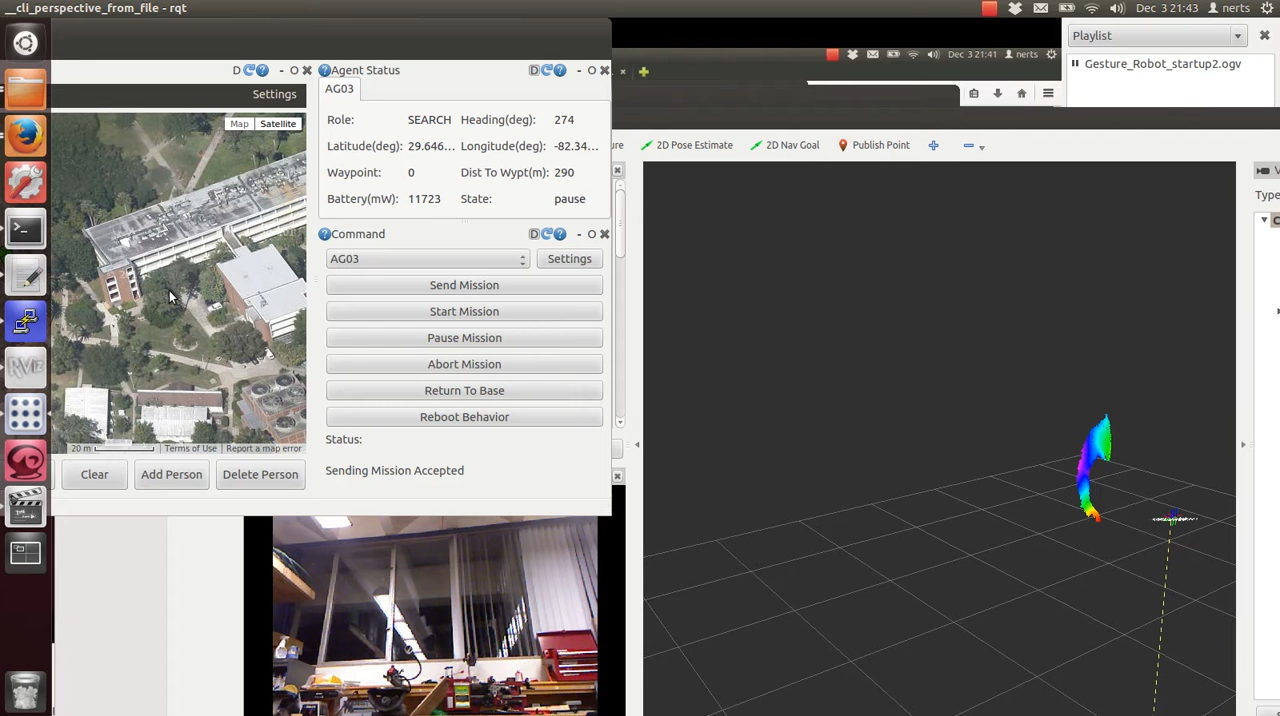 __cli_perspective_from_file - rqt
Dec 3 21:43 nerts
Dec 3 21:41 nerts
Playlist
Gesture_Robot_startup2.ogv
D - O
Agent Status
D - O
AG03
Settings
Map Satellite
Role: SEARCH Heading(deg): 274
Latitude(deg): 29.646... Longitude(deg): -82.34...
Waypoint: 0 Dist To Wypt(m): 290
Battery(mW): 11723 State: pause
Command
D - O
AG03 Settings
Send Mission
Start Mission
Pause Mission
Abort Mission
Return To Base
Reboot Behavior
Status:
Sending Mission Accepted
20 m Terms of Use Report a map error
Clear Add Person Delete Person
2D Pose Estimate 2D Nav Goal Publish Point
Type
RViz